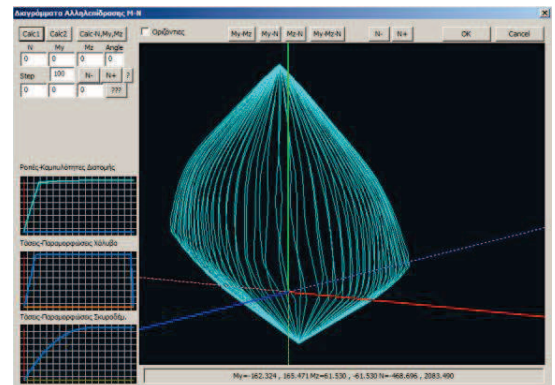 Διαγράμματα Αλληλεπίδρασης M-N
Calc1 Calc2 Calc-N,My,Mz
Οριζόντιες My-Mz My-N Mz-N My-Mz-N N- N+ OK Cancel
N My Mz Angle
0 0 0 0
Step 100 N- N+ ?
0 0 0 ???
Ροπές-Καμπυλότητες Διατομής
Τάσεις-Παραμορφώσεις Χάλυβα
Τάσεις-Παραμορφώσεις Σκυροδέμ.
My=-162.324 , 165.471 Mz=61.530 , -61.530 N=-468.696 , 2083.490